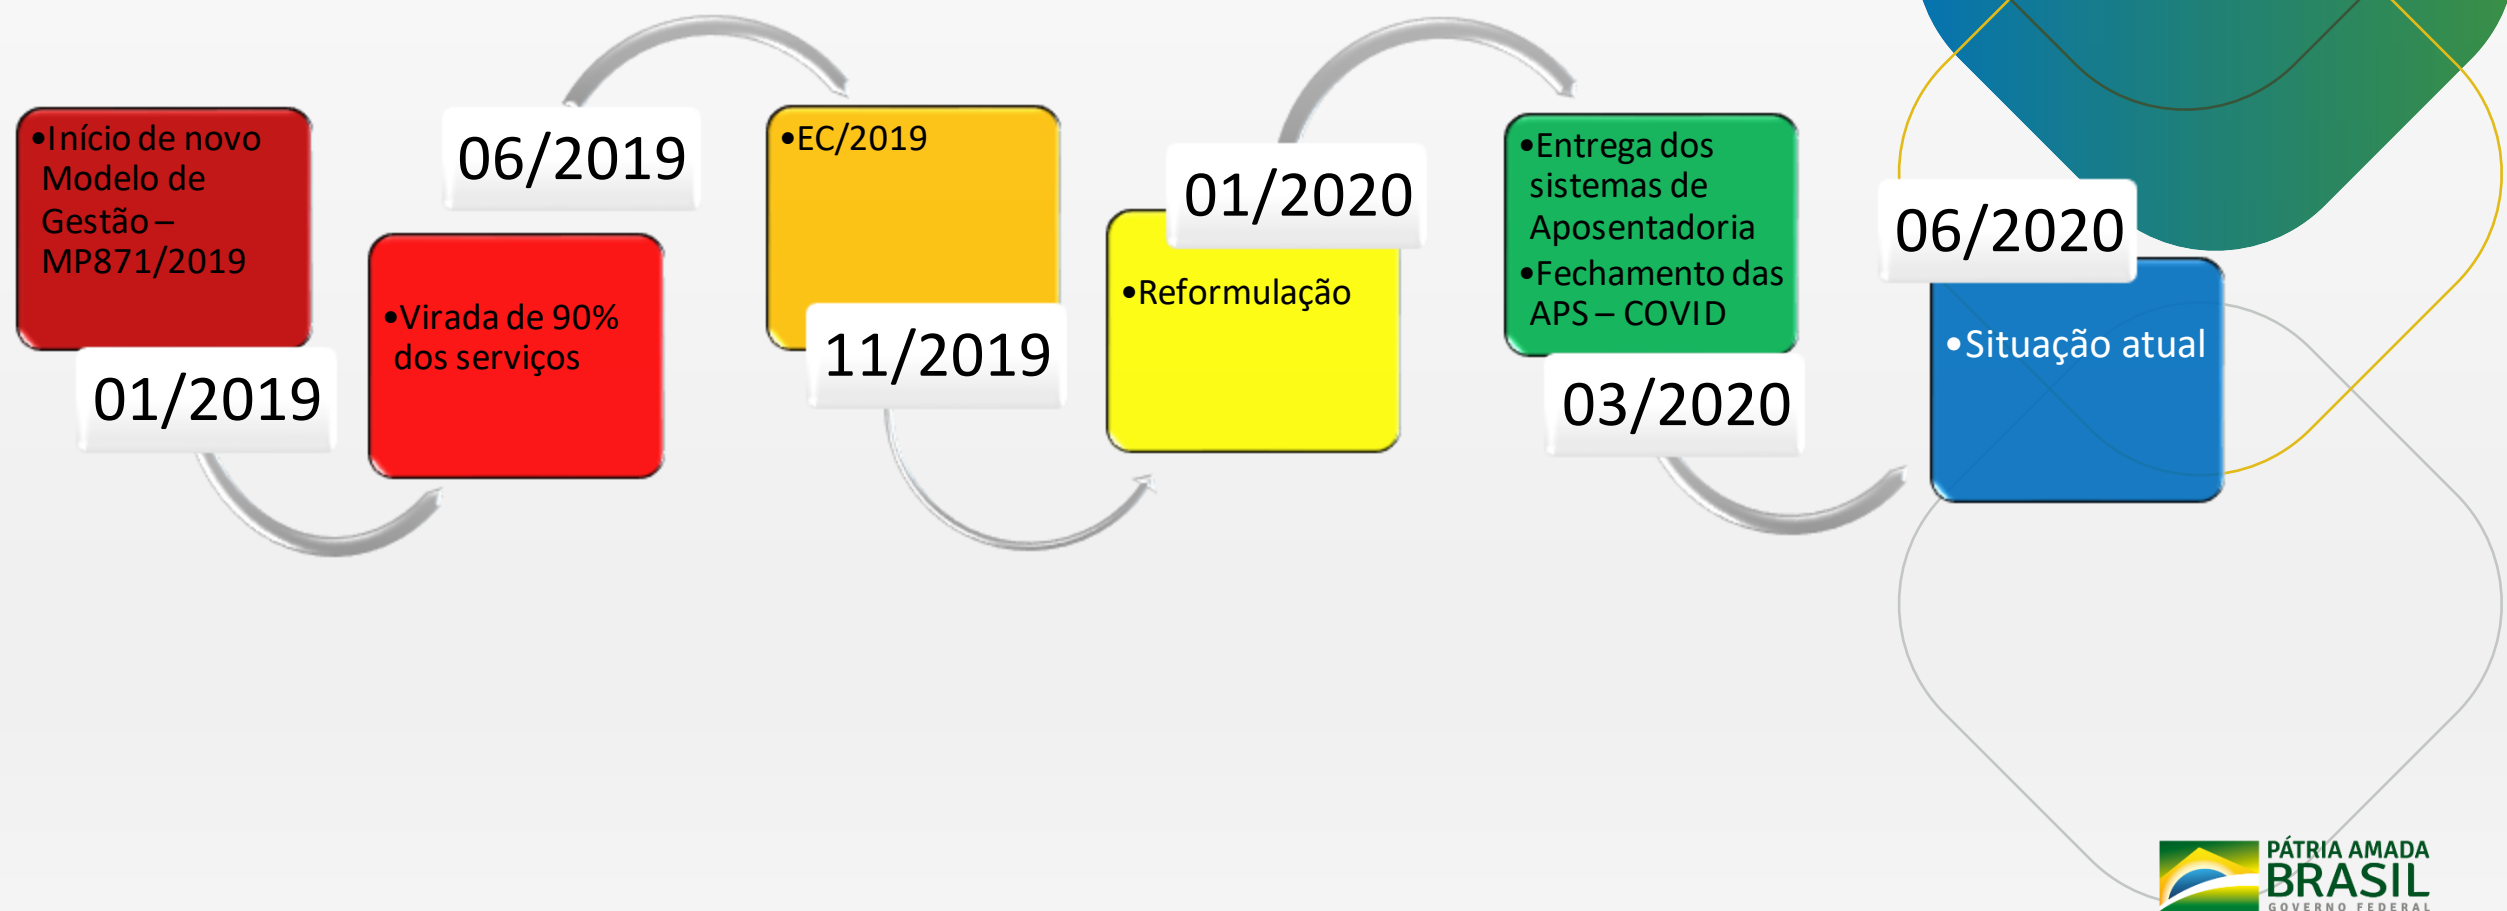 •Início de novo
Modelo de
Gestão –
MP871/2019
01/2019
06/2019
•Virada de 90%
dos serviços
•EC/2019
11/2019
01/2020
•Reformulação
•Entrega dos
sistemas de
Aposentadoria
•Fechamento das
APS – COVID
03/2020
06/2020
•Situação atual
PÁTRIA AMADA
BRASIL
GOVERNO FEDERAL